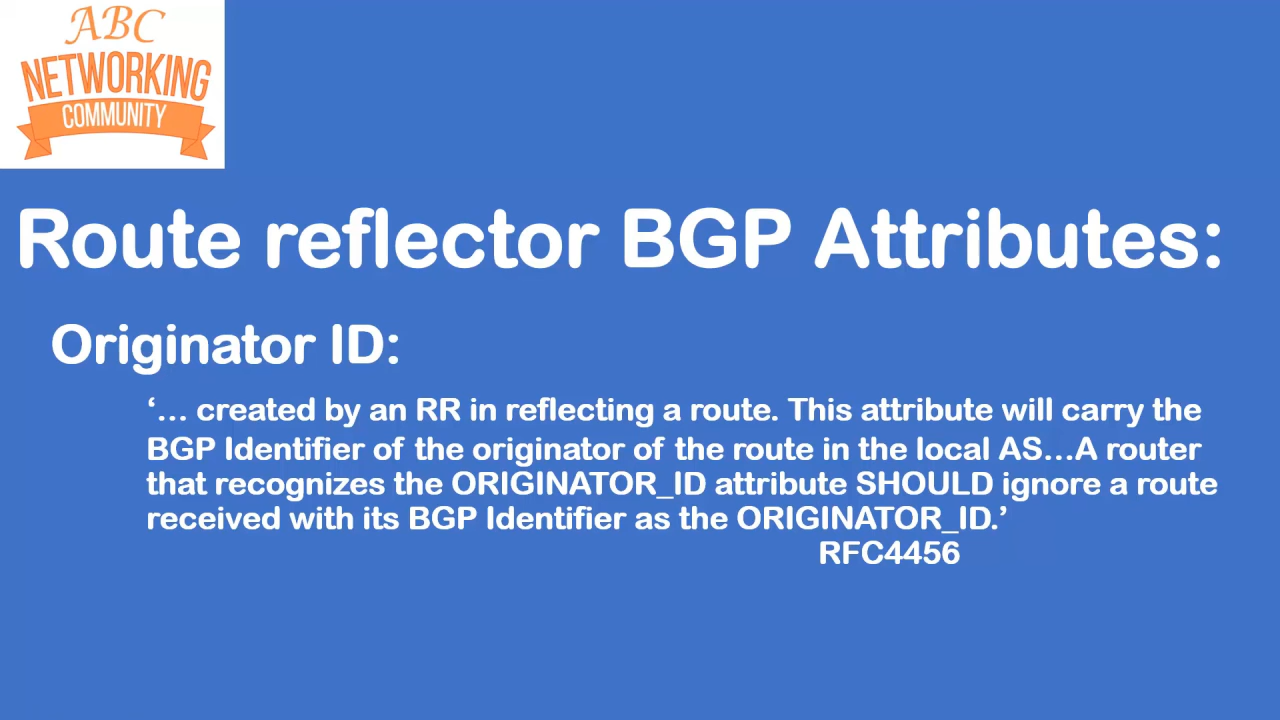 ABC
NETWORKING
COMMUNITY
Route reflector BGP Attributes:
Originator ID:
‘… created by an RR in reflecting a route. This attribute will carry the
BGP Identifier of the originator of the route in the local AS…A router
that recognizes the ORIGINATOR_ID attribute SHOULD ignore a route
received with its BGP Identifier as the ORIGINATOR_ID.’
RFC4456